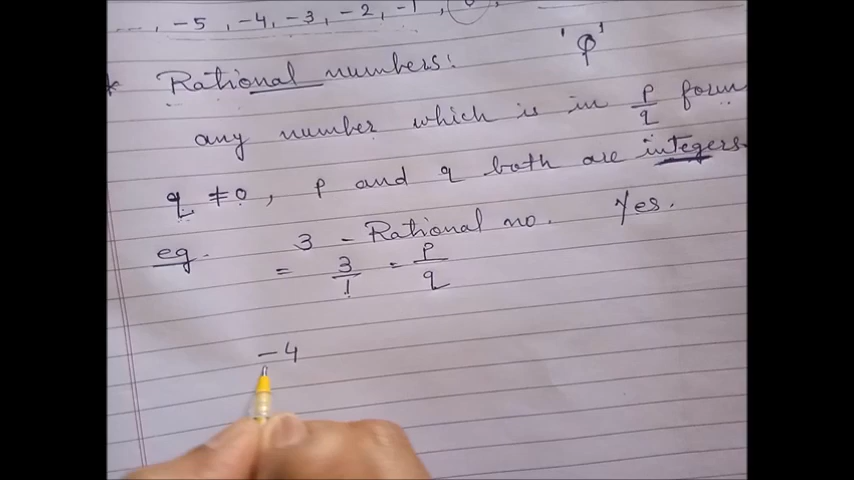 ..., -5, -4, -3, -2, -1, 0
* Rational numbers: 'φ'
any number which is in p/q form
q ≠ 0, p and q both are integers.
eg. 3 - Rational no. Yes.
= 3/1 = p/q
-4